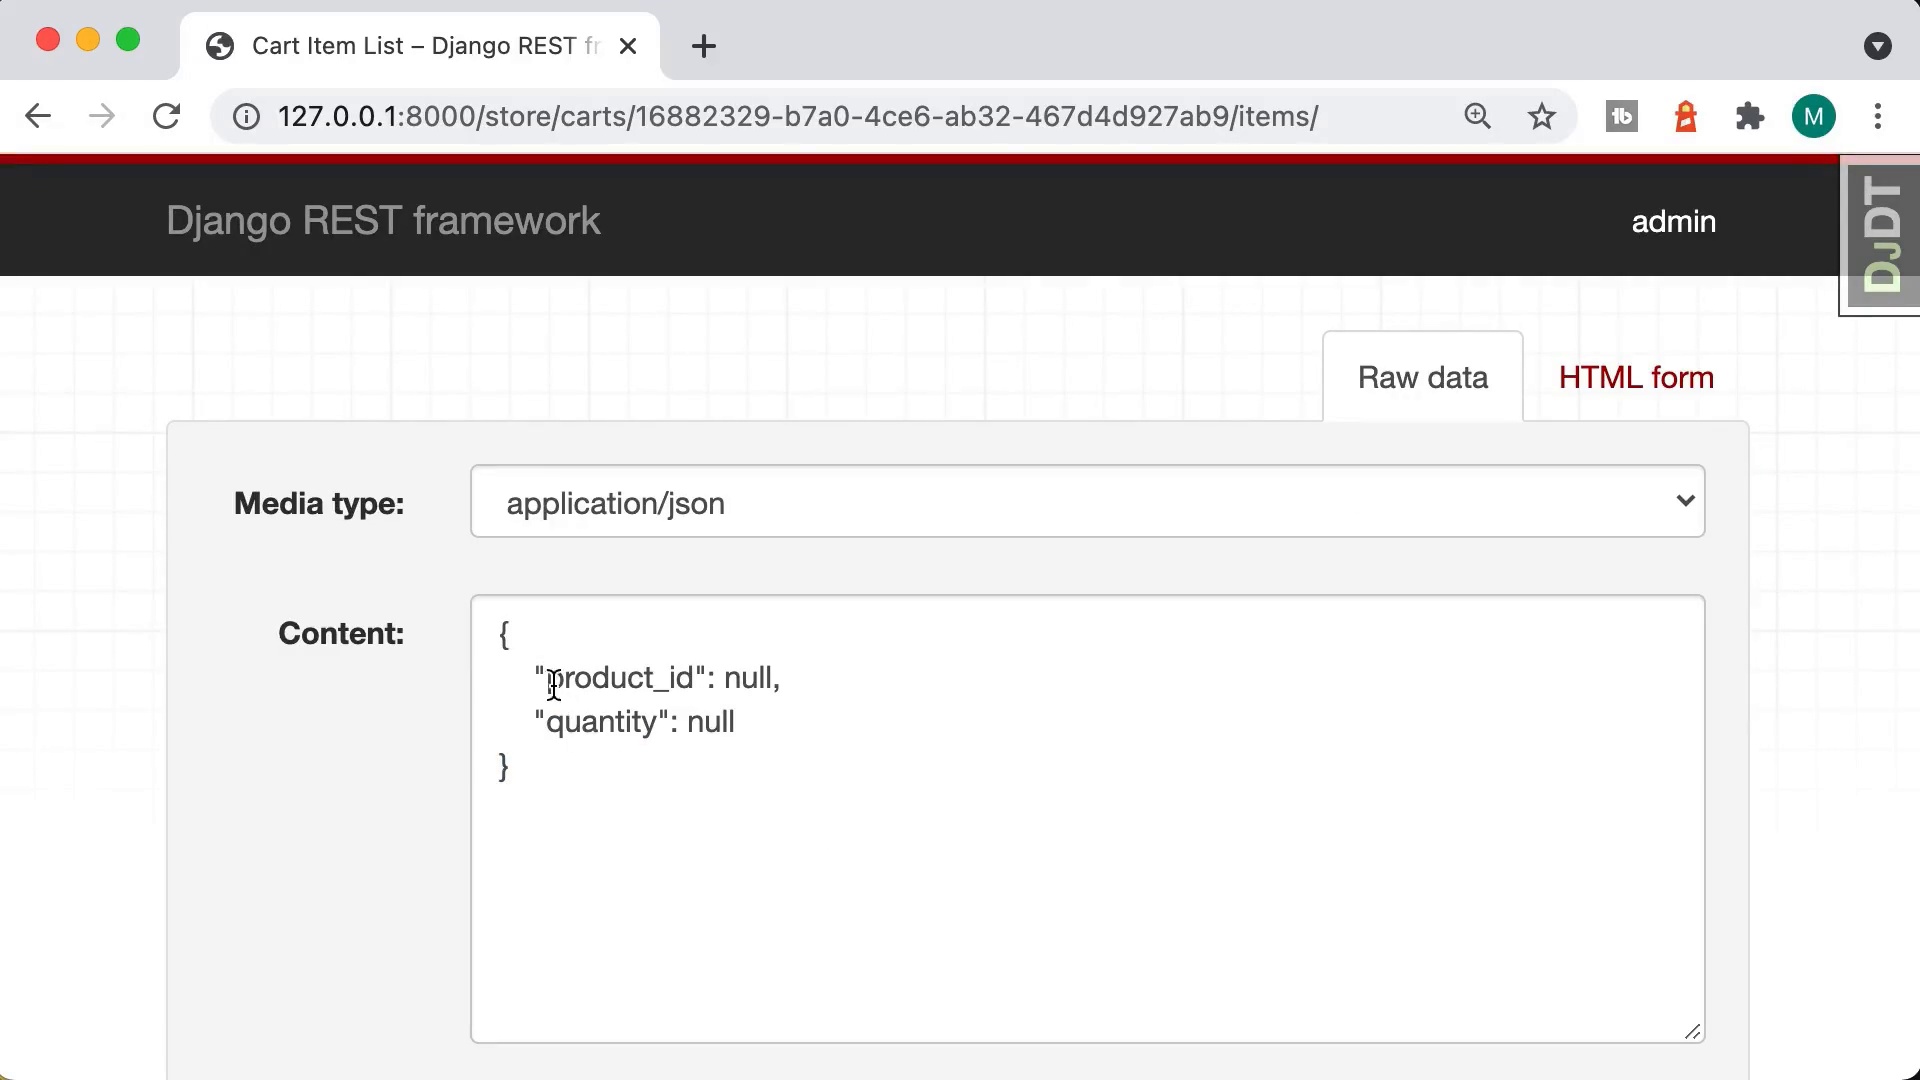 Cart Item List – Django REST fr
127.0.0.1:8000/store/carts/16882329-b7a0-4ce6-ab32-467d4d927ab9/items/
tb
M
Django REST framework
admin
DJDT
Raw data
HTML form
Media type:
application/json
Content:
{
"product_id": null,
"quantity": null
}